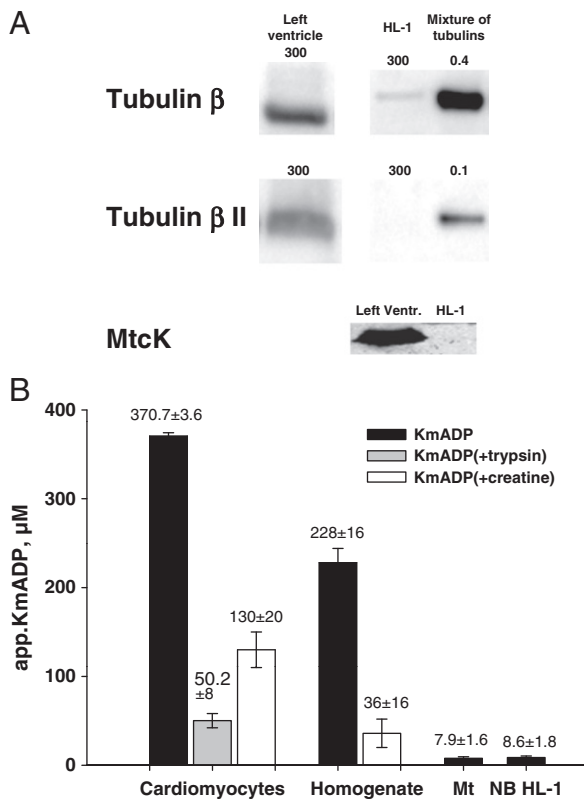 A
Left
ventricle
300
HL-1
300
Mixture of
tubulins
0.4
Tubulin β
300
300
0.1
Tubulin β II
Left Ventr. HL-1
MtcK
B
400
300
200
100
0
app.KmADP, µM
370.7±3.6
50.2
±8
130±20
228±16
36±16
7.9±1.6
8.6±1.8
KmADP
KmADP(+trypsin)
KmADP(+creatine)
Cardiomyocytes Homogenate Mt NB HL-1